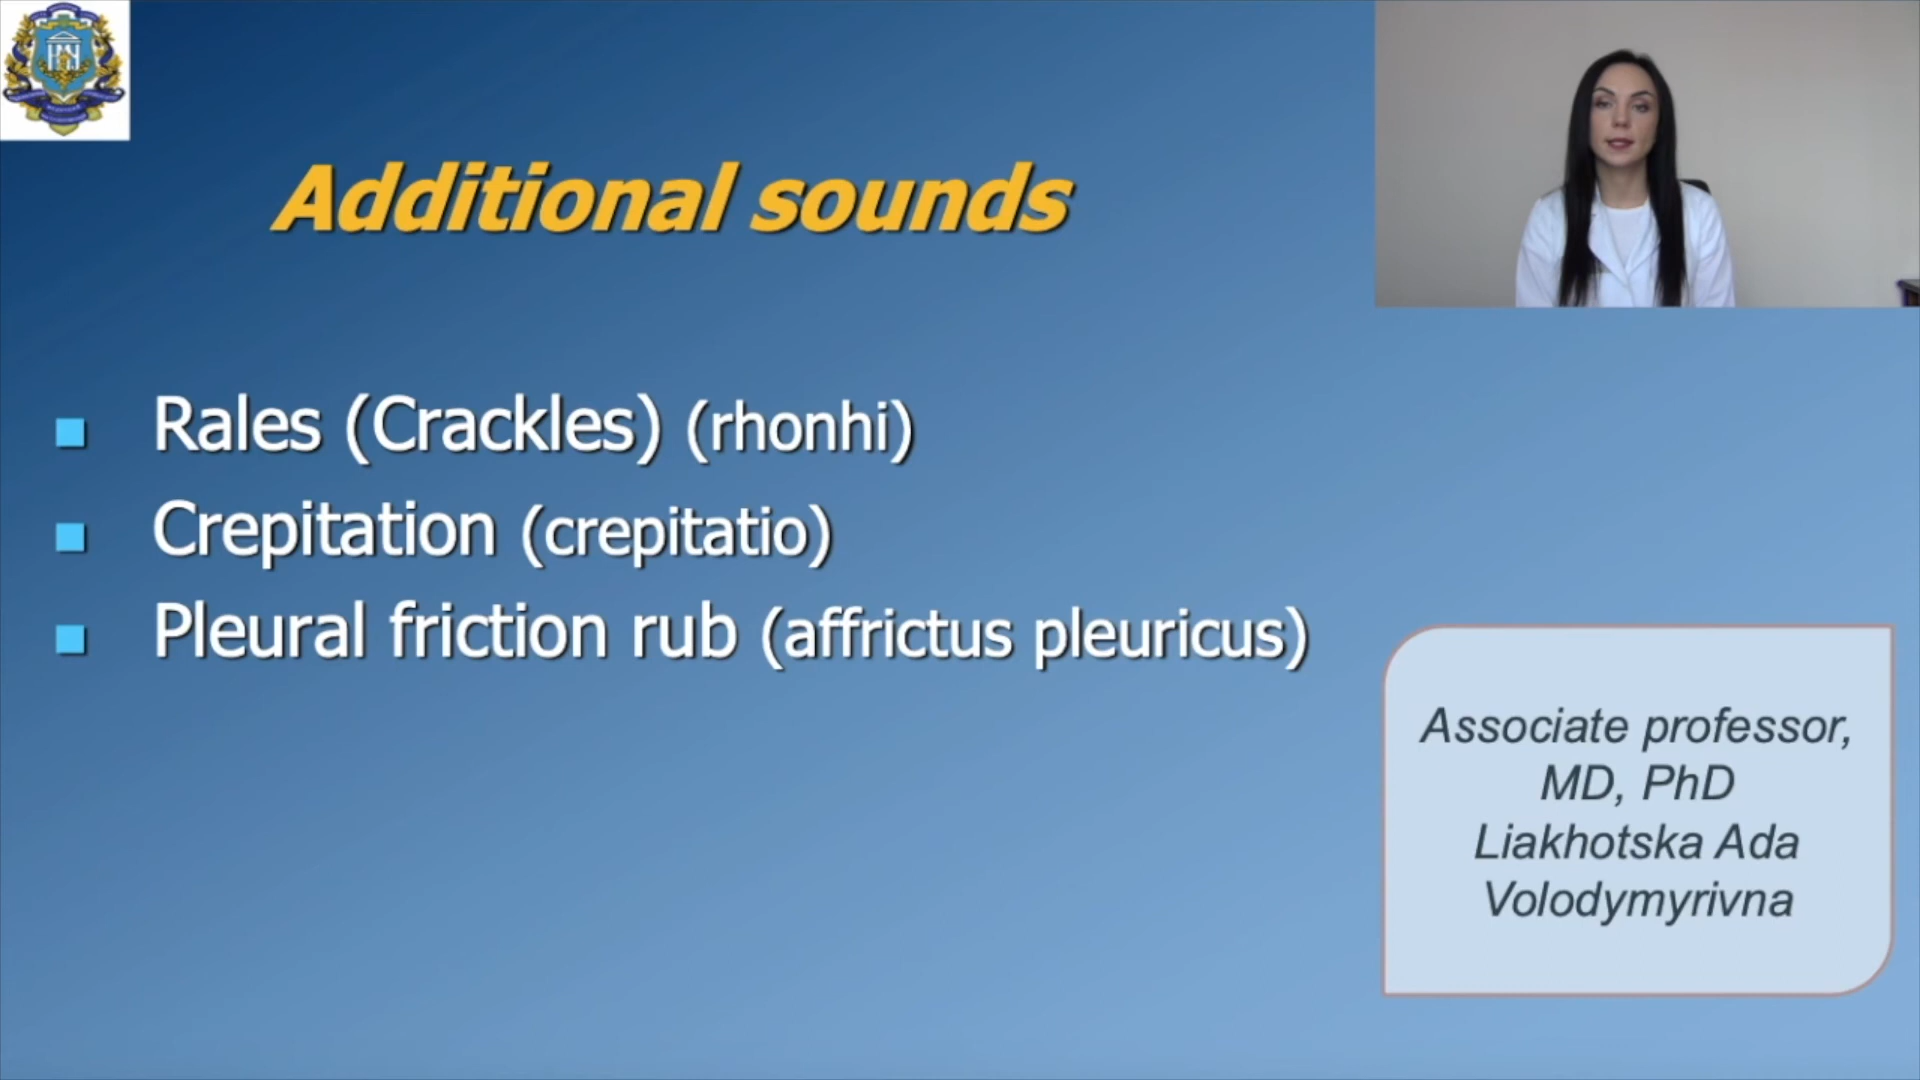 Additional sounds
Rales (Crackles) (rhonhi)
Crepitation (crepitatio)
Pleural friction rub (affrictus pleuricus)
Associate professor,
MD, PhD
Liakhotska Ada
Volodymyrivna